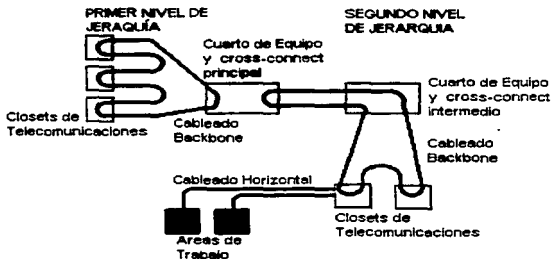 PRIMER NIVEL DE
JERAQUÍA
SEGUNDO NIVEL
DE JERARQUIA
Cuarto de Equipo
y cross-connect
principal
Cuarto de Equipo
y cross-connect
intermedio
Closets de
Telecomunicaciones
Cableado
Backbone
Cableado
Backbone
Cableado Horizontal
Closets de
Telecomunicaciones
Areas de
Trabajo